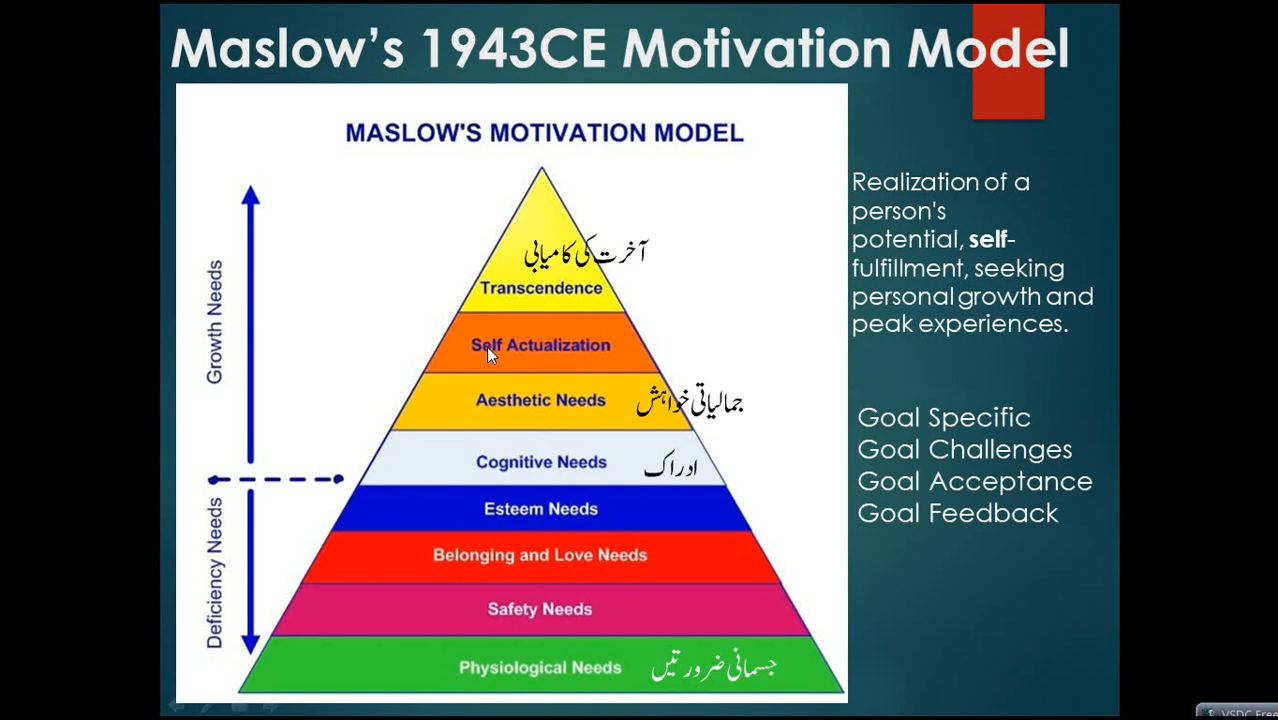 Maslow’s 1943CE Motivation Model
MASLOW'S MOTIVATION MODEL
آخرت کی کامیابی
Transcendence
Self Actualization
Aesthetic Needs جمالیاتی خواہش
Cognitive Needs ادراک
Esteem Needs
Belonging and Love Needs
Safety Needs
Physiological Needs جسمانی ضرورتیں
Growth Needs
Deficiency Needs
Realization of a
person's
potential, self-
fulfillment, seeking
personal growth and
peak experiences.
Goal Specific
Goal Challenges
Goal Acceptance
Goal Feedback
VSDC Free